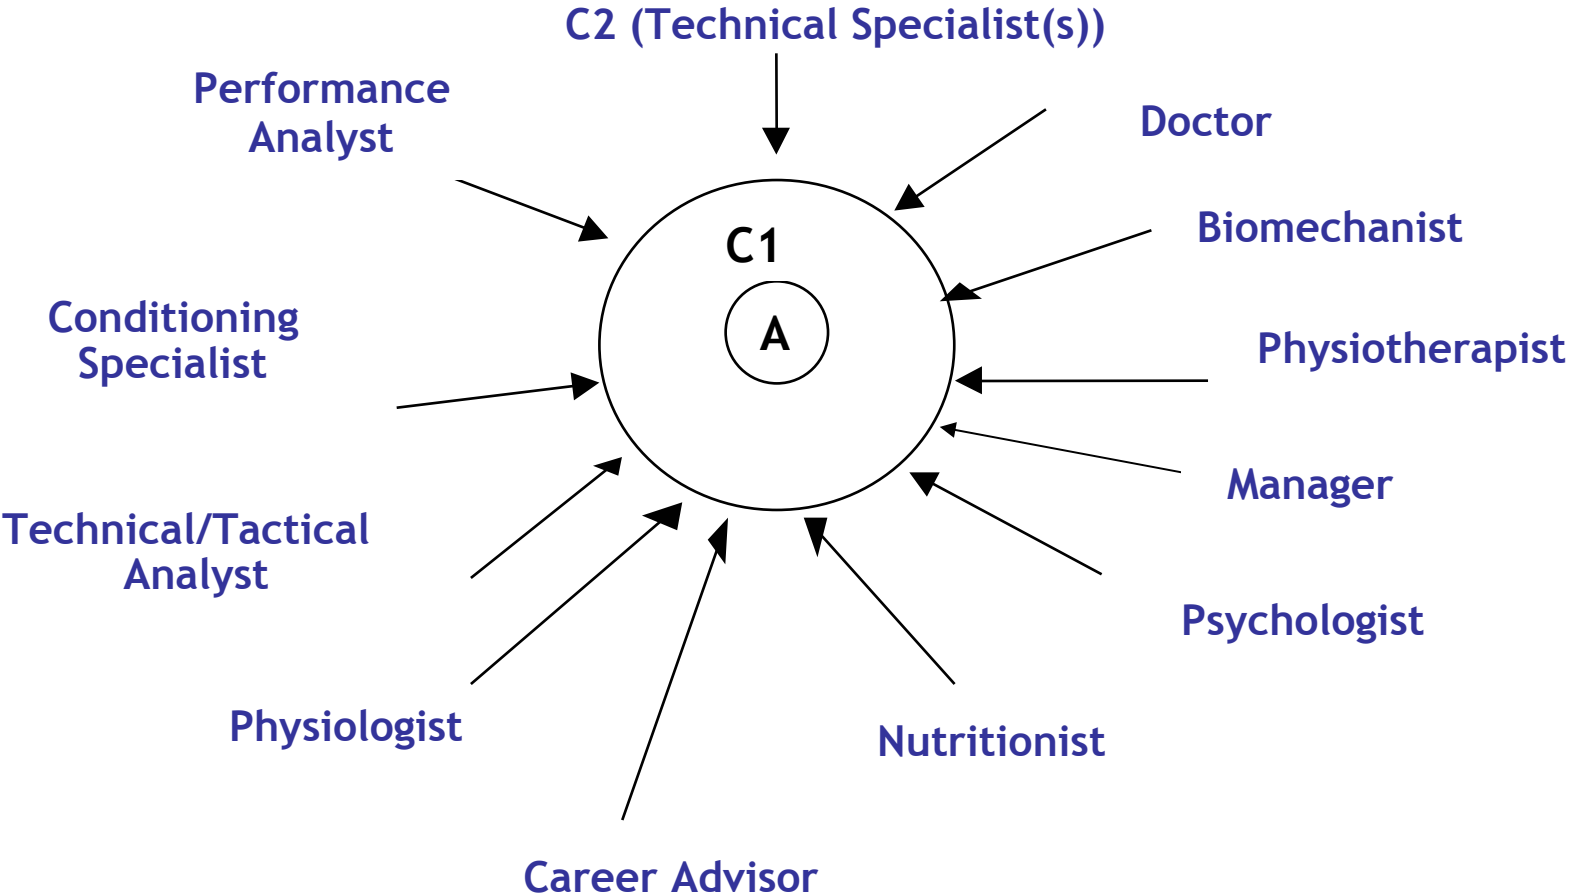 C2 (Technical Specialist(s))
Performance
Analyst
Doctor
Biomechanist
C1
A
Conditioning
Specialist
Physiotherapist
Manager
Technical/Tactical
Analyst
Psychologist
Physiologist
Nutritionist
Career Advisor